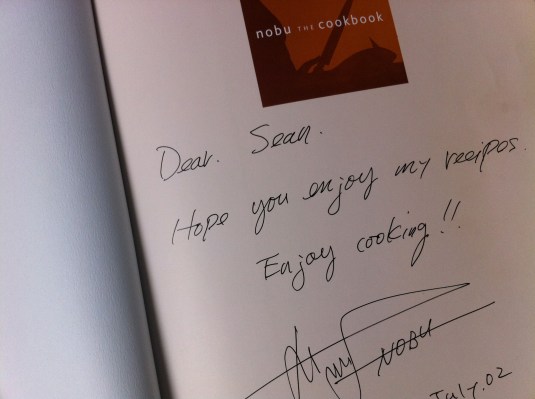 nobu THE cookbook
Dear. Sean.
Hope you enjoy my reeipos.
Enjoy cooking!!
NOBU
July.02